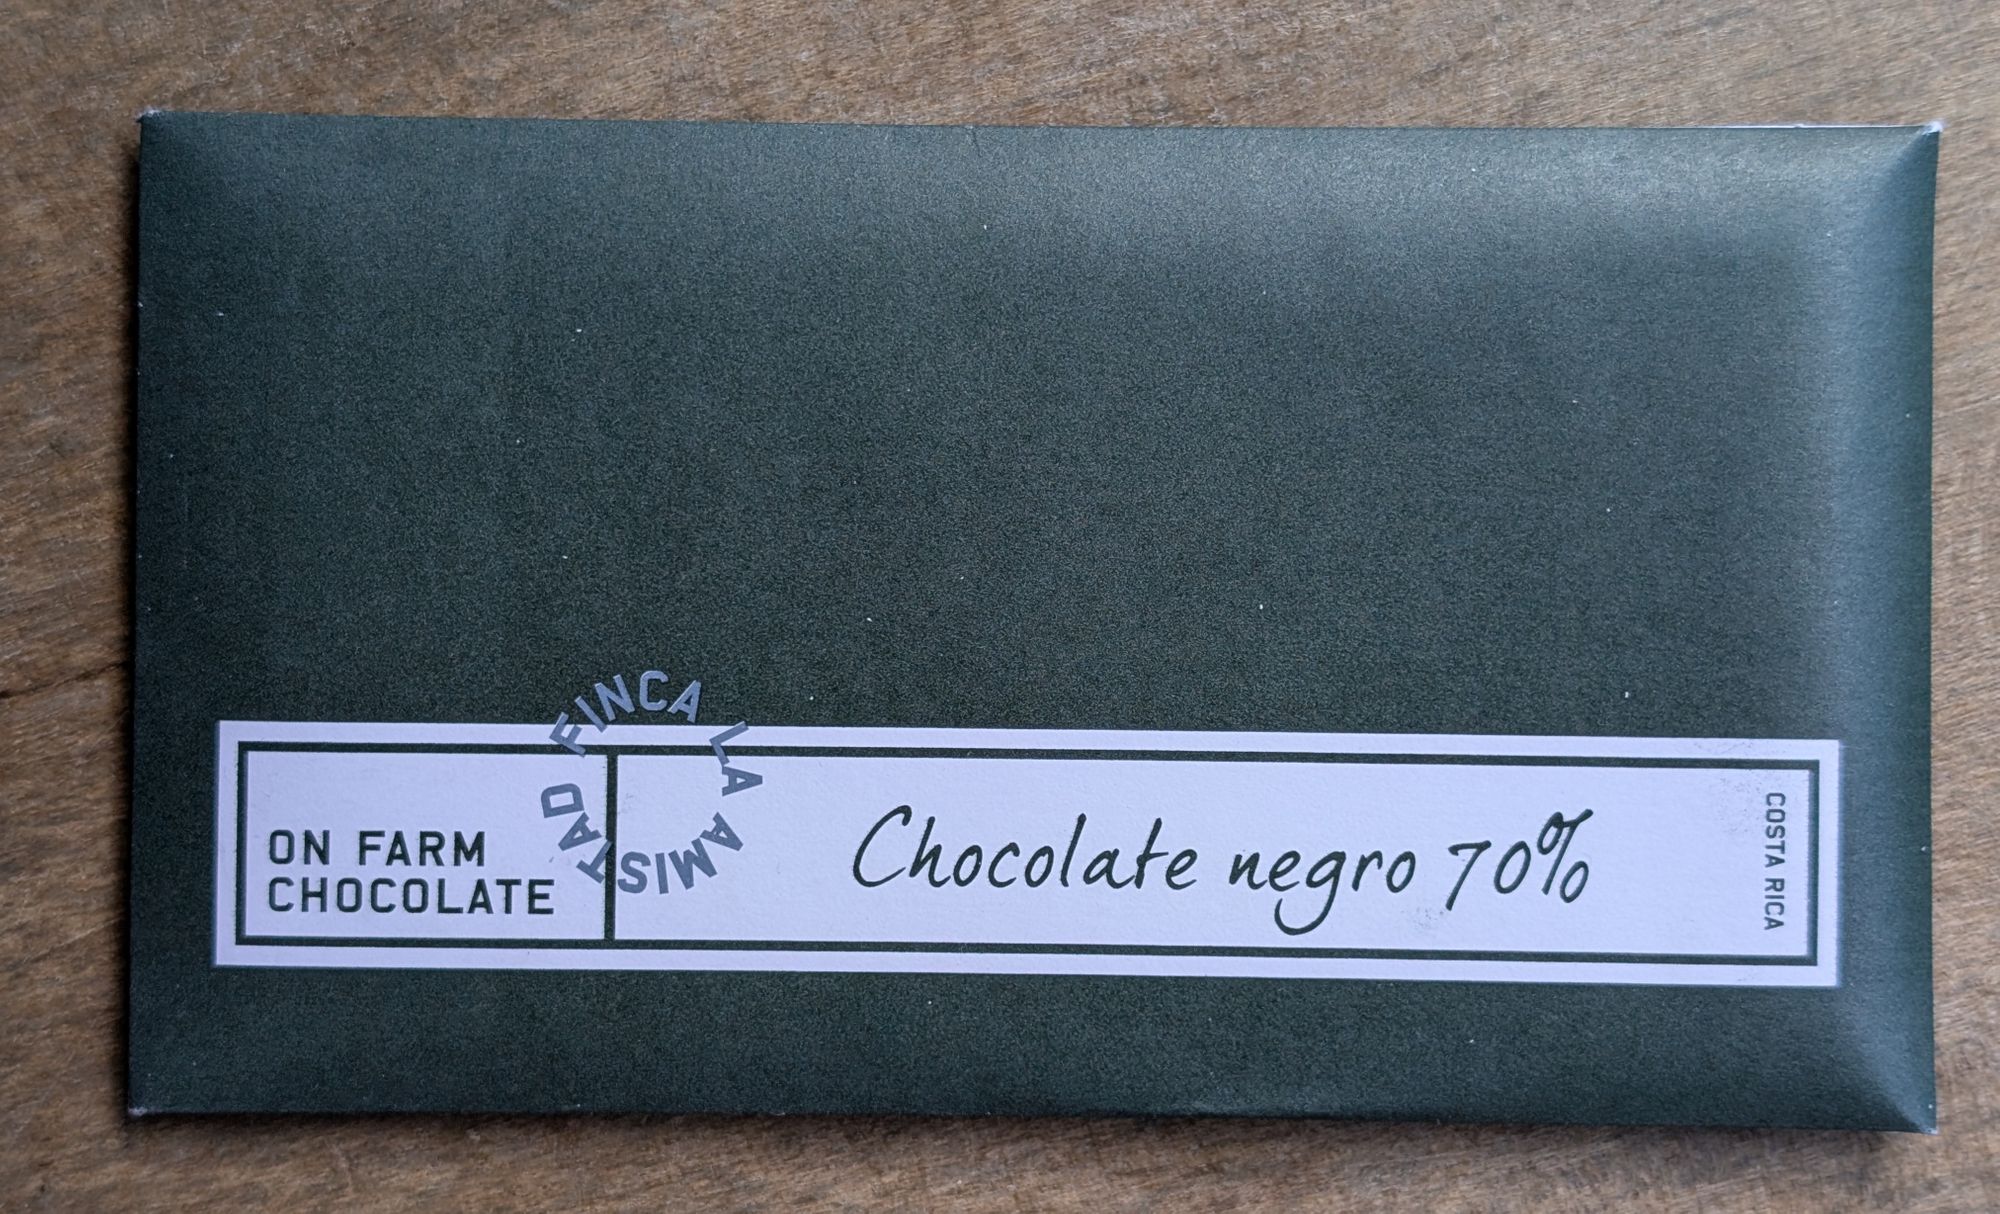 FINCA LA AMISTAD
ON FARM
CHOCOLATE
Chocolate negro 70%
COSTA RICA